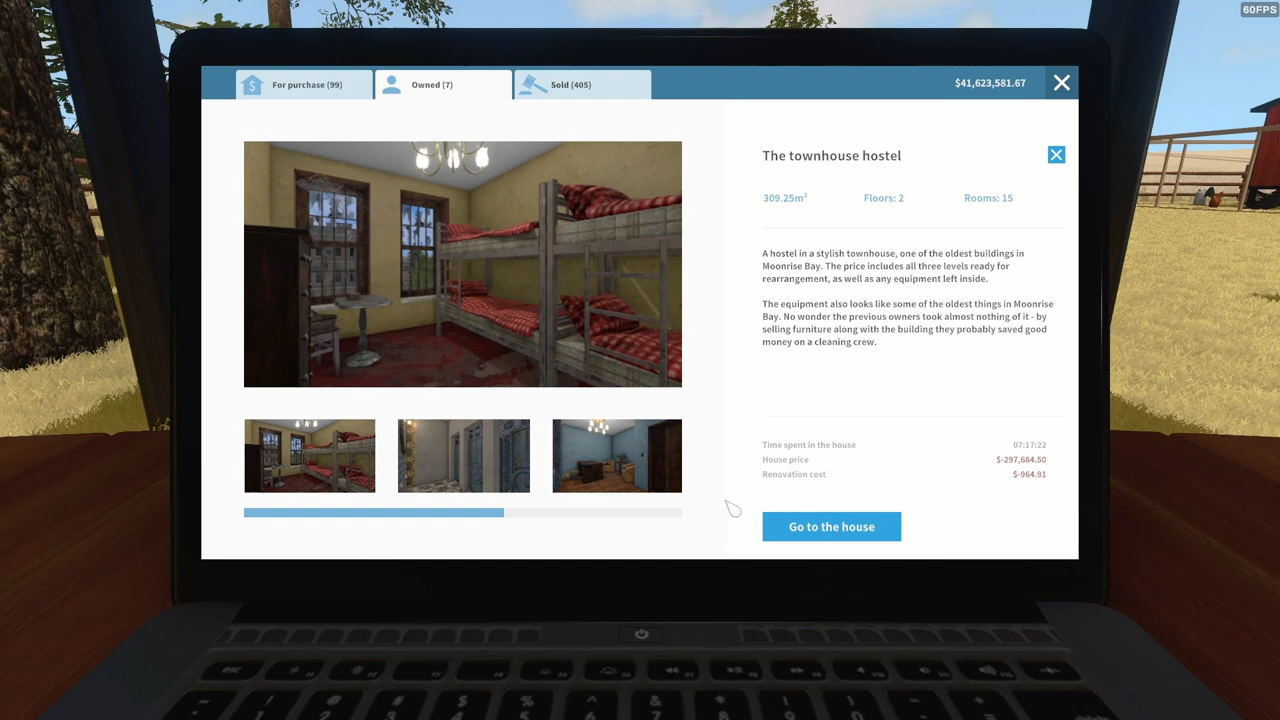 60FPS
For purchase (99)
Owned (7)
Sold (405)
$41,623,581.67
The townhouse hostel
309.25m²
Floors: 2
Rooms: 15
A hostel in a stylish townhouse, one of the oldest buildings in
Moonrise Bay. The price includes all three levels ready for
rearrangement, as well as any equipment left inside.
The equipment also looks like some of the oldest things in Moonrise
Bay. No wonder the previous owners took almost nothing of it - by
selling furniture along with the building they probably saved good
money on a cleaning crew.
Time spent in the house
07:17:22
House price
$-297,684.50
Renovation cost
$-964.91
Go to the house